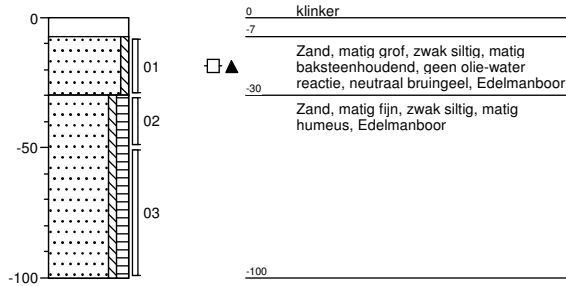 0
-50
-100
01
02
03
0 klinker
-7
Zand, matig grof, zwak siltig, matig
baksteenhoudend, geen olie-water
reactie, neutraal bruingeel, Edelmanboor
-30
Zand, matig fijn, zwak siltig, matig
humeus, Edelmanboor
-100